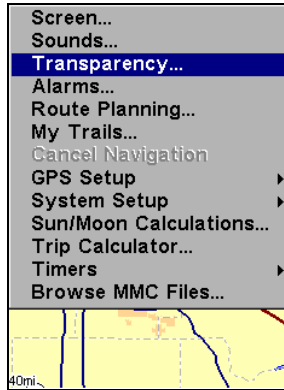 Screen...
Sounds...
Transparency...
Alarms...
Route Planning...
My Trails...
Cancel Navigation
GPS Setup
System Setup
Sun/Moon Calculations...
Trip Calculator...
Timers
Browse MMC Files...
40mi